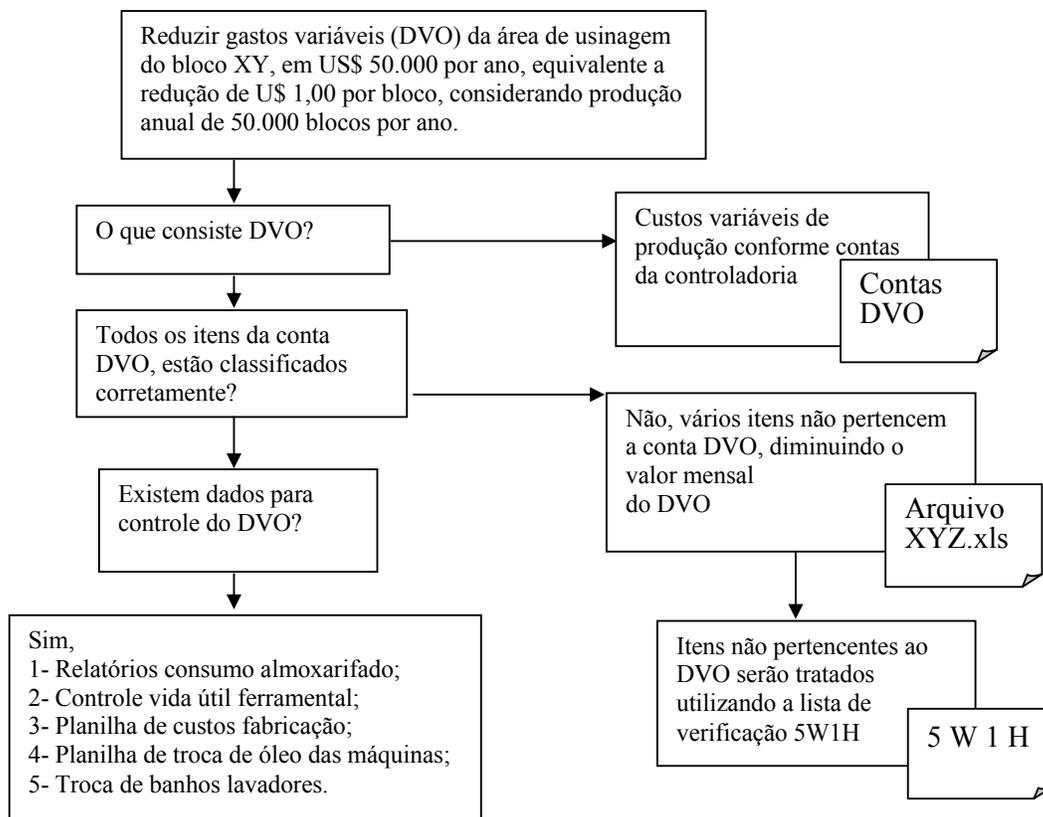 Reduzir gastos variáveis (DVO) da área de usinagem
do bloco XY, em US$ 50.000 por ano, equivalente a
redução de U$ 1,00 por bloco, considerando produção
anual de 50.000 blocos por ano.
O que consiste DVO?
Custos variáveis de
produção conforme contas
da controladoria
Contas
DVO
Todos os itens da conta
DVO, estão classificados
corretamente?
Não, vários itens não pertencem
a conta DVO, diminuindo o
valor mensal
do DVO
Arquivo
XYZ.xls
Existem dados para
controle do DVO?
Sim,
1- Relatórios consumo almoxarifado;
2- Controle vida útil ferramental;
3- Planilha de custos fabricação;
4- Planilha de troca de óleo das máquinas;
5- Troca de banhos lavadores.
Itens não pertencentes ao
DVO serão tratados
utilizando a lista de
verificação 5W1H
5 W 1 H